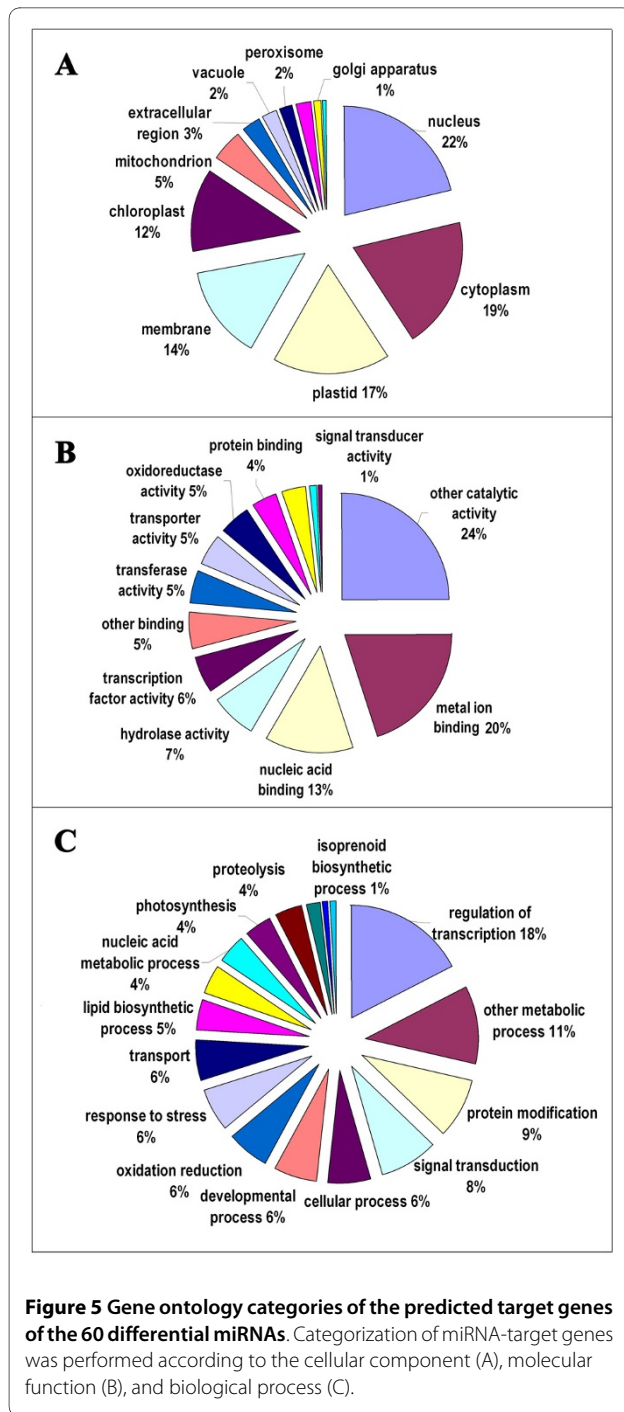 A
peroxisome
2%
golgi apparatus
1%
vacuole
2%
extracellular
region 3%
nucleus
22%
mitochondrion
5%
chloroplast
12%
cytoplasm
19%
membrane
14%
plastid 17%
B
protein binding
4%
signal transducer
activity
1%
oxidoreductase
activity 5%
other catalytic
activity
24%
transporter
activity 5%
transferase
activity 5%
other binding
5%
transcription
factor activity 6%
metal ion
binding 20%
hydrolase activity
7%
nucleic acid
binding 13%
C
isoprenoid
biosynthetic
process 1%
proteolysis
4%
photosynthesis
4%
regulation of
transcription 18%
nucleic acid
metabolic process
4%
other metabolic
process 11%
lipid biosynthetic
process 5%
transport
6%
protein modification
9%
response to stress
6%
signal transduction
8%
oxidation reduction
6%
developmental
process 6%
cellular process 6%
Figure 5 Gene ontology categories of the predicted target genes
of the 60 differential miRNAs. Categorization of miRNA-target genes
was performed according to the cellular component (A), molecular
function (B), and biological process (C).